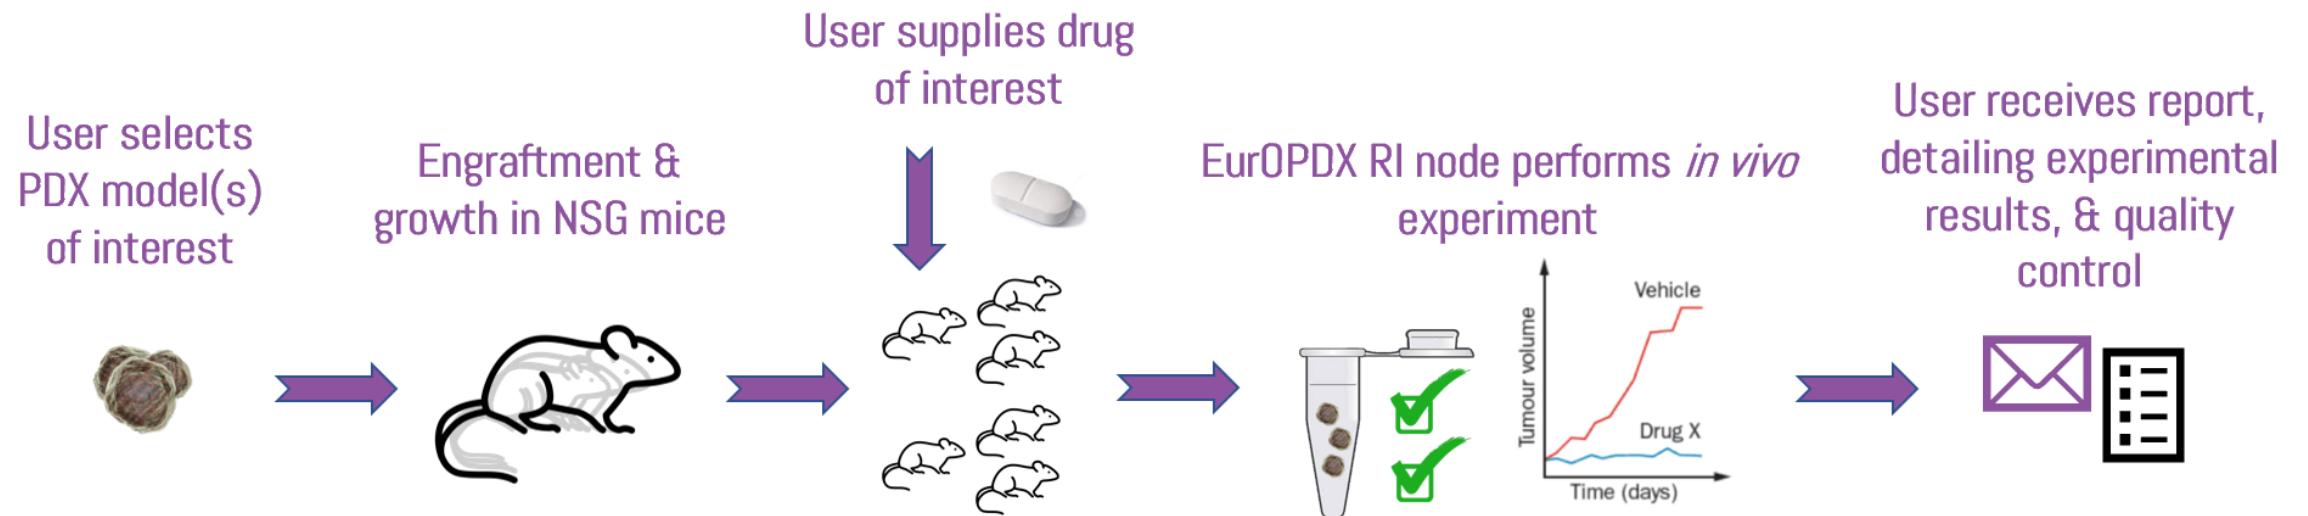 User selects
PDX model(s)
of interest
Engraftment &
growth in NSG mice
User supplies drug
of interest
EurOPDX RI node performs in vivo
experiment
Tumour volume
Vehicle
Drug X
Time (days)
User receives report,
detailing experimental
results, & quality
control